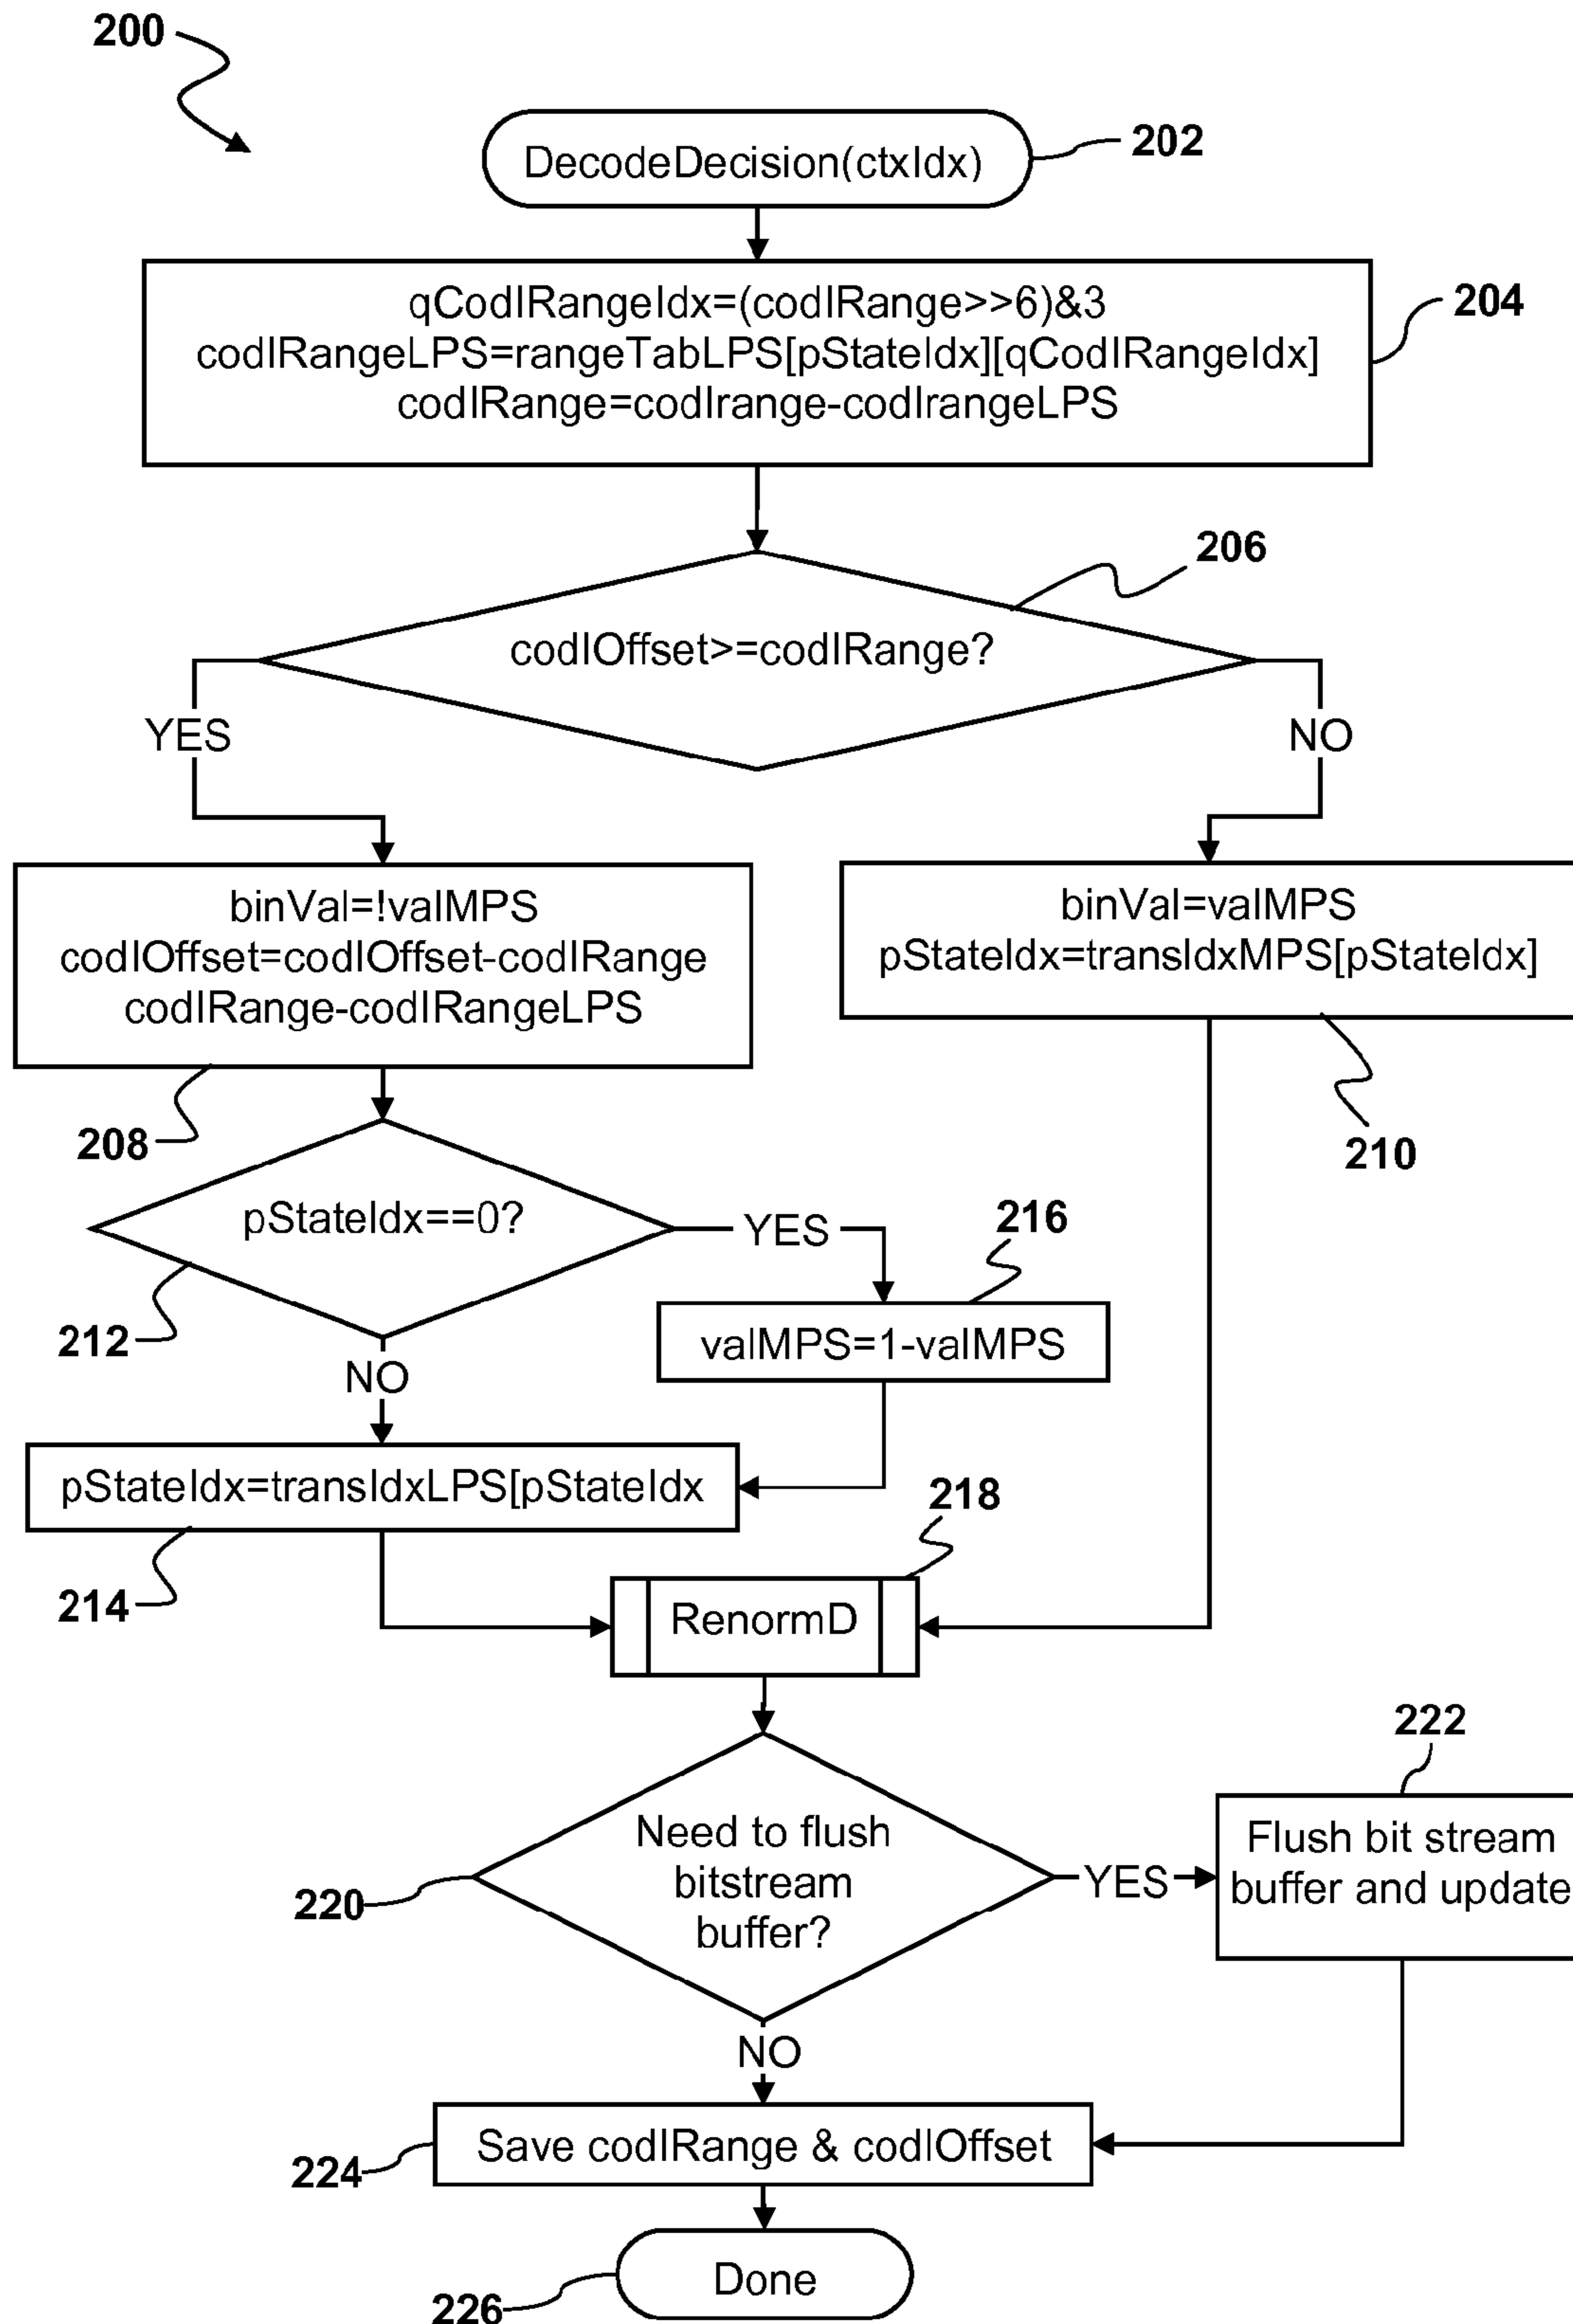 200
DecodeDecision(ctxIdx)
202
qCodIRangeIdx=(codIRange>>6)&3
codIRangeLPS=rangeTabLPS[pStateIdx][qCodIRangeIdx]
codIRange=codIrange-codIrangeLPS
204
206
codIOffset>=codIRange?
YES
NO
binVal=!valMPS
codIOffset=codIOffset-codIRange
codIRange-codIRangeLPS
208
binVal=valMPS
pStateIdx=transIdxMPS[pStateIdx]
210
pStateIdx==0?
212
YES
216
valMPS=1-valMPS
NO
pStateIdx=transIdxLPS[pStateIdx
214
218
RenormD
Need to flush
bitstream
buffer?
220
YES
222
Flush bit stream
buffer and update
NO
Save codIRange & codIOffset
224
Done
226